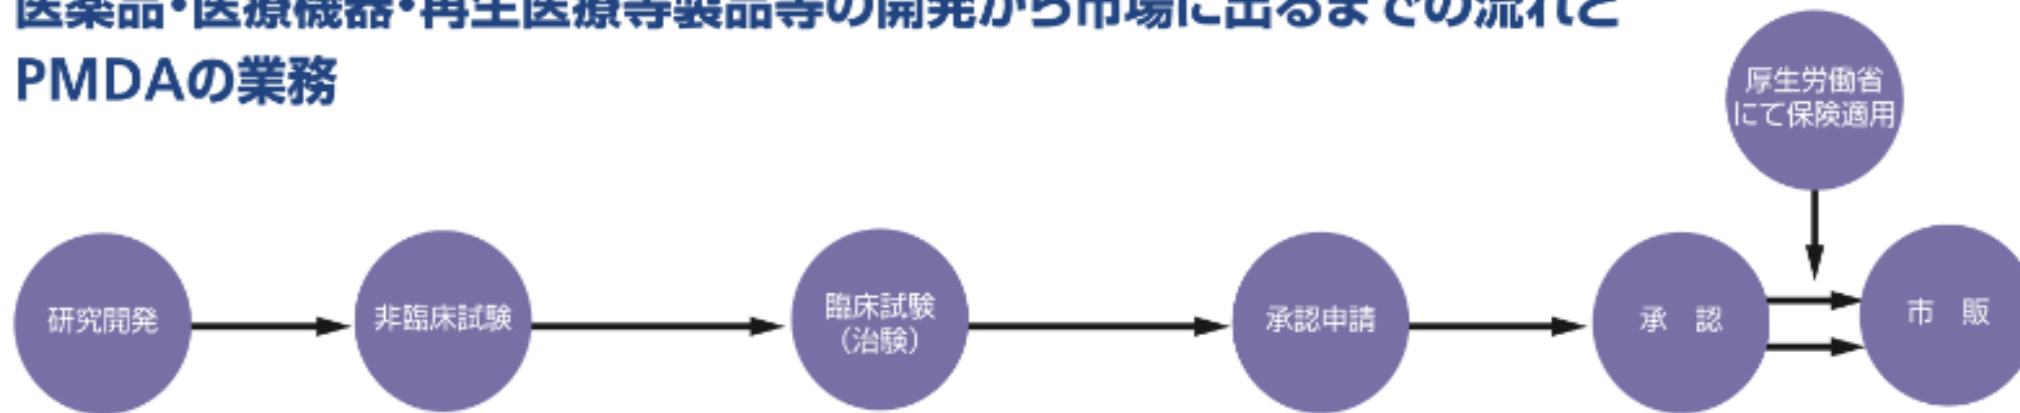 医薬品・医療機器・再生医療等製品等の開発から市場に出るまでの流れと
PMDAの業務
厚生労働省
にて保険適用
研究開発
非臨床試験
臨床試験
（治験）
承認申請
承　認
市　販